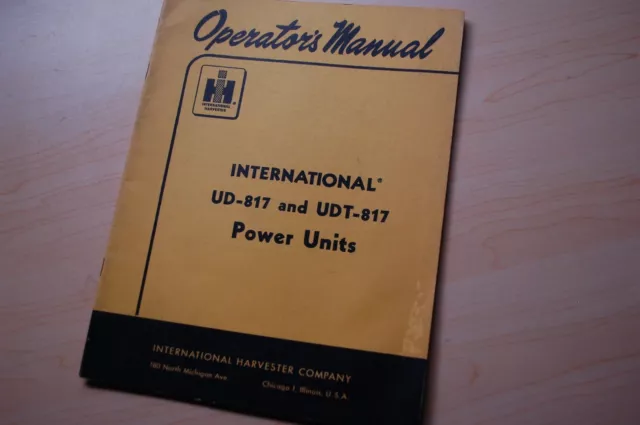 Operator's Manual
IH
INTERNATIONAL
HARVESTER
®
INTERNATIONAL®
UD-817 and UDT-817
Power Units
INTERNATIONAL HARVESTER COMPANY
180 North Michigan Ave. Chicago 1, Illinois, U.S.A.